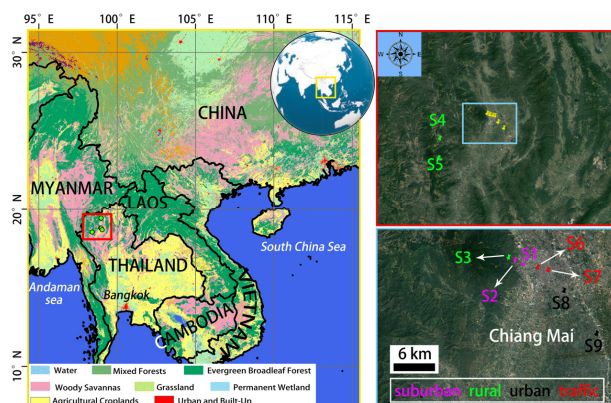 95° E 100° E 105° E 110° E 115° E
30° N
20° N
10° N
CHINA
MYANMAR
LAOS
THAILAND
VIETNAM
CAMBODIA
Bangkok
Andaman
sea
South China Sea
Water
Mixed Forests
Evergreen Broadleaf Forest
Woody Savannas
Grassland
Permanent Wetland
Agricultural Croplands
Urban and Built-Up
N
W E
S
S4
S5
S3
S1
S6
S2
S7
S8
S9
Chiang Mai
6 km
suburban rural urban traffic